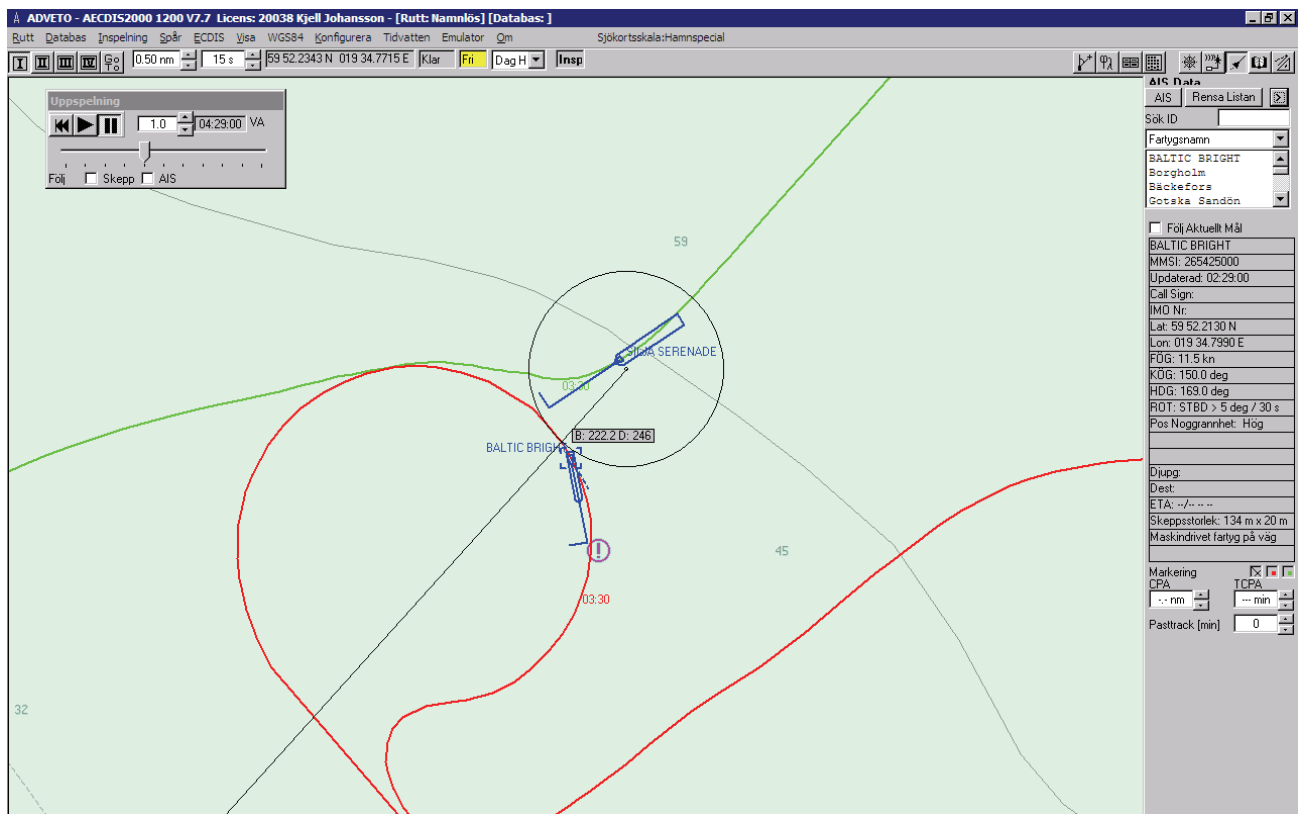 ADVETO - AECDIS2000 1200 V7.7 Licens: 20038 Kjell Johansson - [Rutt: Namnlös] [Databas: ]
Rutt Databas Inspelning Spår ECDIS Visa WGS84 Konfigurera Tidvatten Emulator Om Sjökortsskala:Hamnspecial
I II III IV 0.50 nm 15 s 59 52.2343 N 019 34.7715 E Klar Fri Dag H Insp
AIS Data
AIS Rensa Listan
Sök ID
Fartygsnamn
BALTIC BRIGHT
Borgholm
Bäckefors
Gotska Sandön
Följ Aktuellt Mål
BALTIC BRIGHT
MMSI: 265425000
Updaterad: 02:29:00
Call Sign:
IMO Nr:
Lat: 59 52.2130 N
Lon: 019 34.7990 E
FÖG: 11.5 kn
KÖG: 150.0 deg
HDG: 169.0 deg
ROT: STBD > 5 deg / 30 s
Pos Noggrannhet: Hög
Djupg:
Dest:
ETA: --/-- -- --
Skeppsstorlek: 134 m x 20 m
Maskindrivet fartyg på väg
Markering
CPA TCPA
-.- nm --- min
Pasttrack [min] 0
Uppspelning
1.0 04:29:00 VA
Följ Skepp AIS
59
SILJA SERENADE
03:30
B: 222.2 D: 246
BALTIC BRIGHT
45
03:30
32